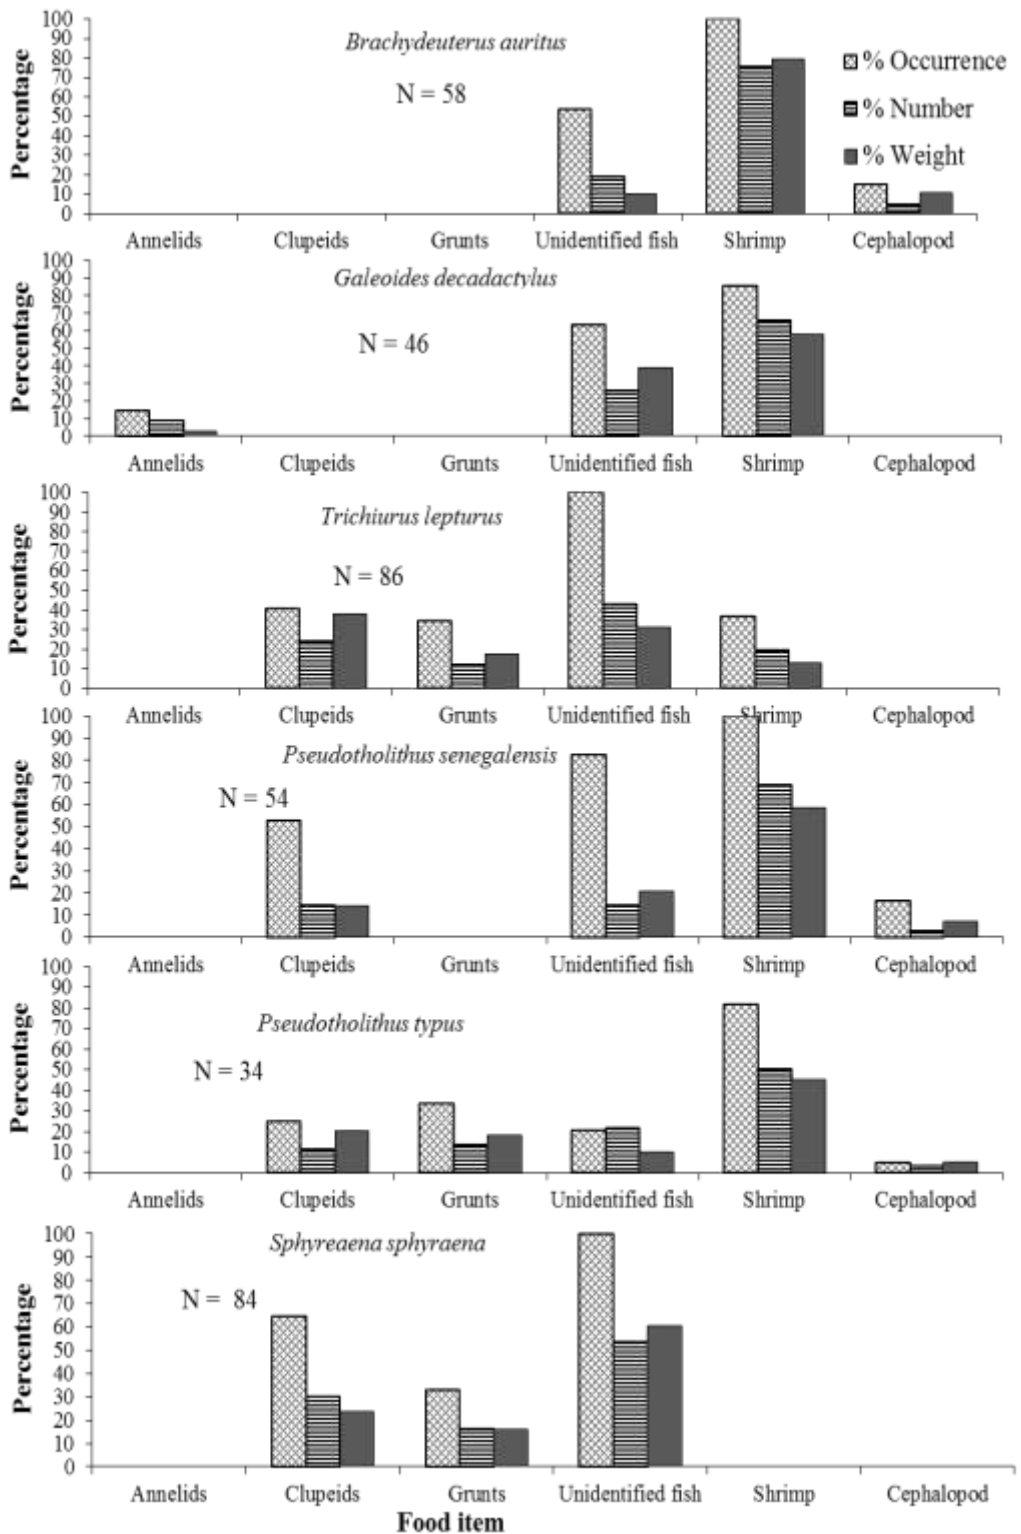 Percentage
100
90
80
70
60
50
40
30
20
10
0
Brachydeuterus auritus
N = 58
% Occurrence
% Number
% Weight
Annelids Clupeids Grunts Unidentified fish Shrimp Cephalopod
Percentage
100
90
80
70
60
50
40
30
20
10
0
Galeoides decadactylus
N = 46
Annelids Clupeids Grunts Unidentified fish Shrimp Cephalopod
Percentage
100
90
80
70
60
50
40
30
20
10
0
Trichiurus lepturus
N = 86
Annelids Clupeids Grunts Unidentified fish Shrimp Cephalopod
Percentage
100
90
80
70
60
50
40
30
20
10
0
Pseudotholithus senegalensis
N = 54
Annelids Clupeids Grunts Unidentified fish Shrimp Cephalopod
Percentage
100
90
80
70
60
50
40
30
20
10
0
Pseudotholithus typus
N = 34
Annelids Clupeids Grunts Unidentified fish Shrimp Cephalopod
Percentage
100
90
80
70
60
50
40
30
20
10
0
Sphyreaena sphyraena
N = 84
Annelids Clupeids Grunts Unidentified fish Shrimp Cephalopod
Food item